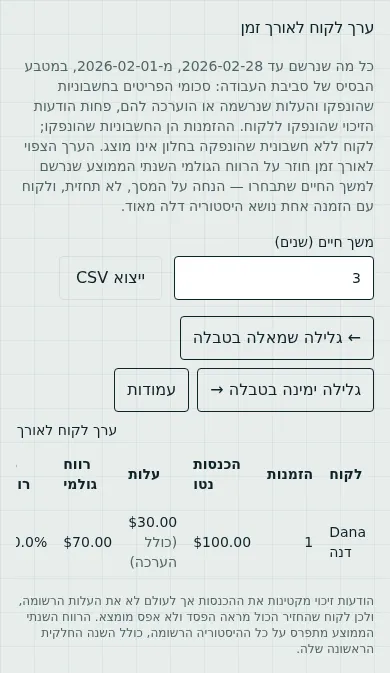 ערך לקוח לאורך זמן
כל מה שנרשם עד 2026-02-28, מ-2026-02-01, במטבע
הבסיס של סביבת העבודה: סכומי הפריטים בחשבוניות
שהונפקו והעלות שנרשמה או הוערכה להם, פחות הודעות
הזיכוי שהונפקו ללקוח. ההזמנות הן החשבוניות שהונפקו;
לקוח ללא חשבונית שהונפקה בחלון אינו מוצג. הערך הצפוי
לאורך זמן חוזר על הרווח הגולמי השנתי הממוצע שנרשם
למשך החיים שתבחרו — הנחה על המסך, לא תחזית, ולקוח
עם הזמנה אחת נושא היסטוריה דלה מאוד.
משך חיים (שנים)
3
ייצוא CSV
← גלילה שמאלה בטבלה
גלילה ימינה בטבלה →
עמודות
ערך לקוח לאורך
לקוח הזמנות הכנסות נטו עלות רווח גולמי
Dana דנה 1 $100.00 $30.00 (כולל הערכה) $70.00
הודעות זיכוי מקטינות את ההכנסות אך לעולם לא את העלות הרשומה,
ולכן לקוח שהחזיר הכול מראה הפסד ולא אפס מומצא. הרווח השנתי
הממוצע מתפרס על כל ההיסטוריה הרשומה, כולל השנה החלקית
הראשונה שלה.